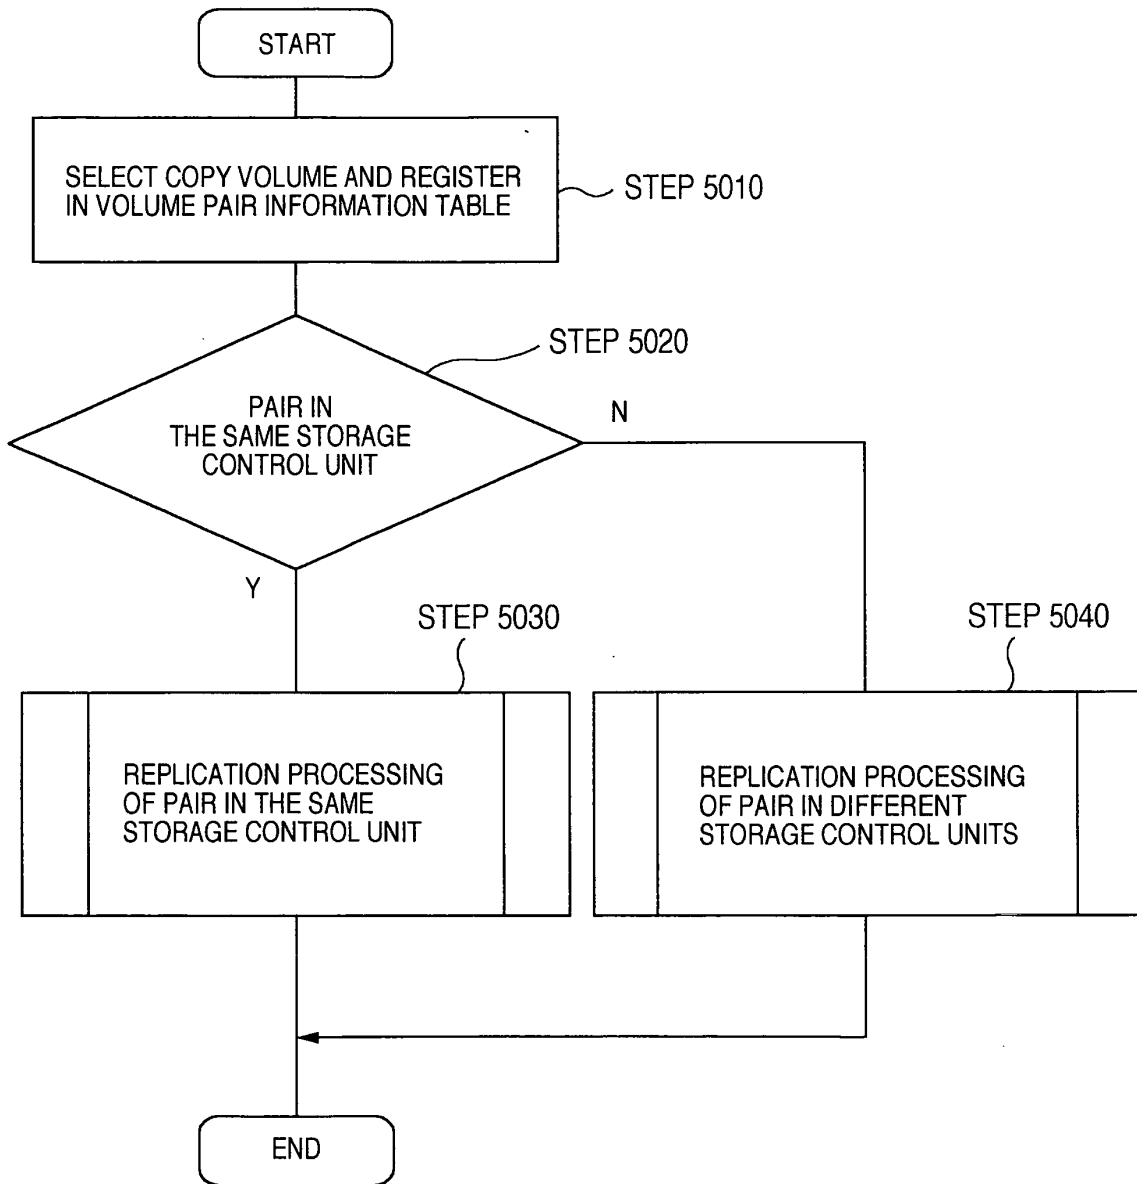 START
SELECT COPY VOLUME AND REGISTER
IN VOLUME PAIR INFORMATION TABLE
STEP 5010
STEP 5020
PAIR IN
THE SAME STORAGE
CONTROL UNIT
N
Y
STEP 5030
STEP 5040
REPLICATION PROCESSING
OF PAIR IN THE SAME
STORAGE CONTROL UNIT
REPLICATION PROCESSING
OF PAIR IN DIFFERENT
STORAGE CONTROL UNITS
END